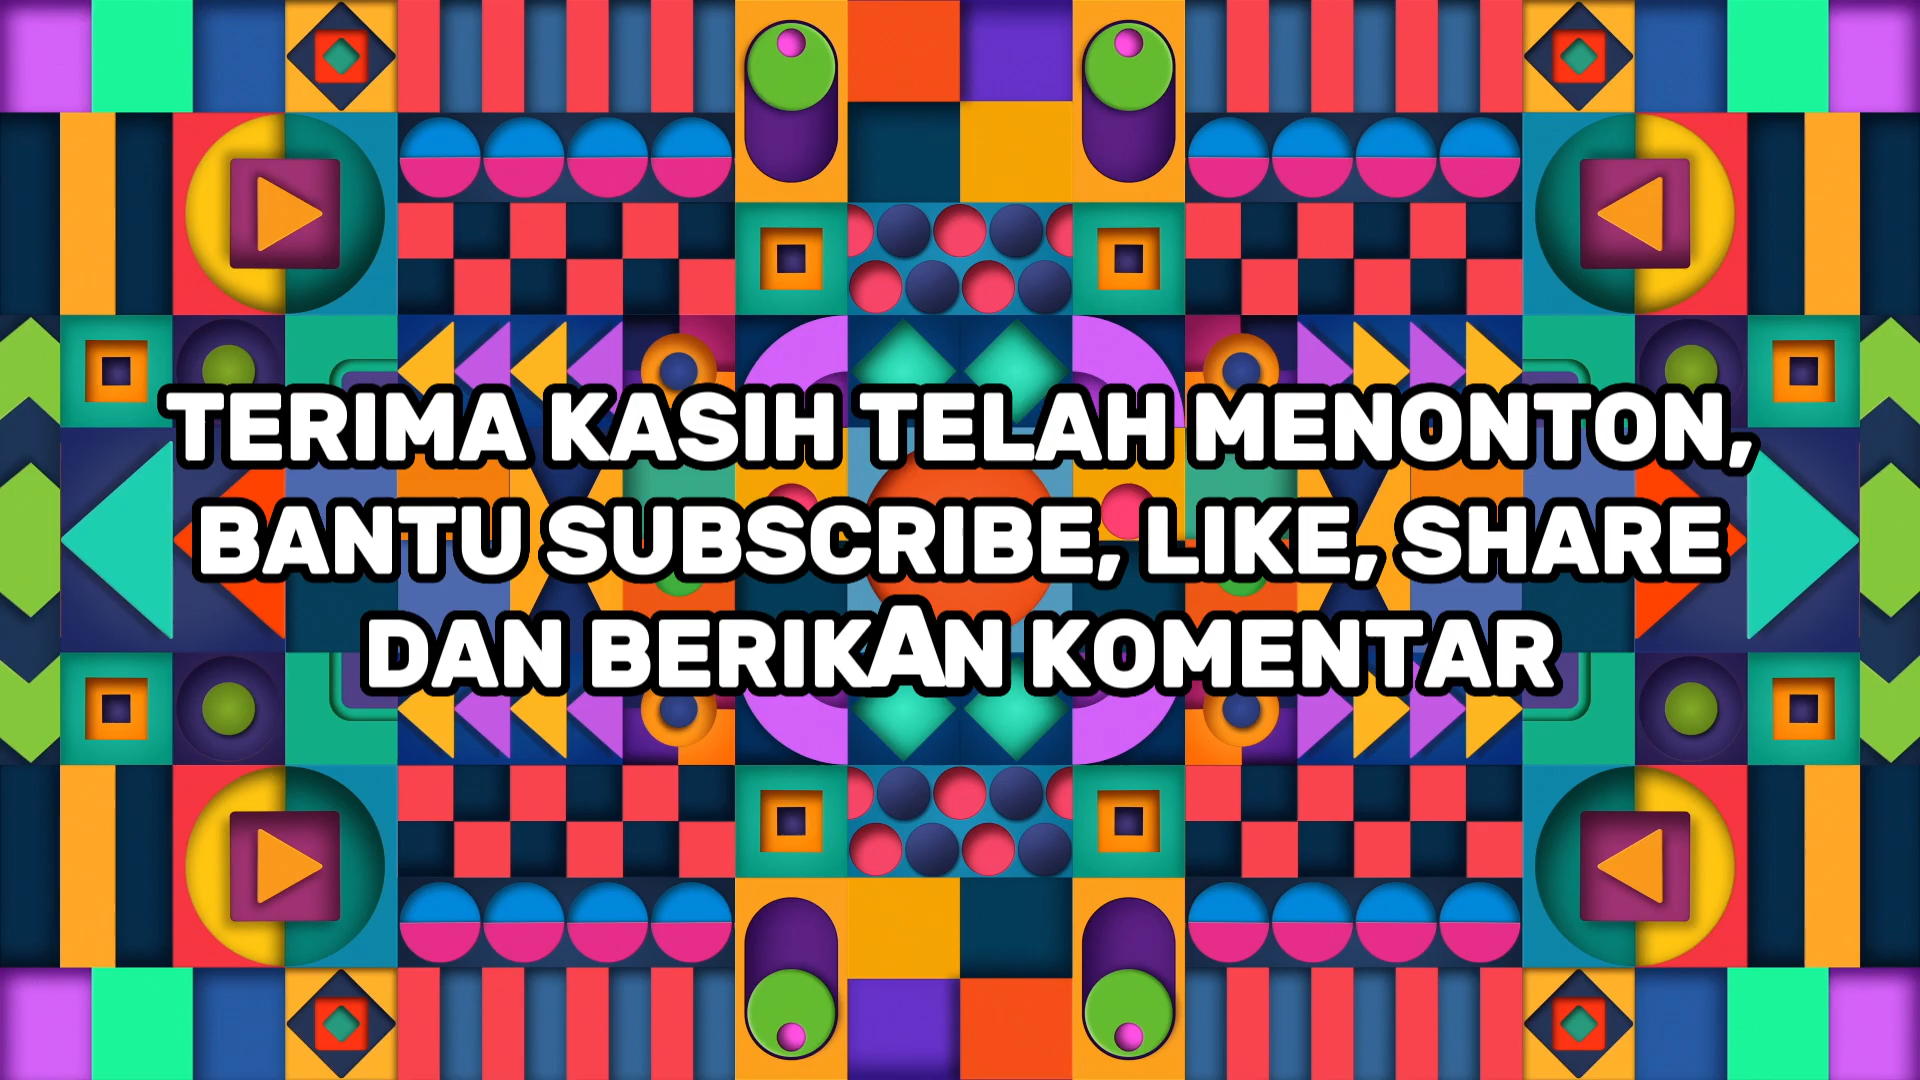 TERIMA KASIH TELAH MENONTON,
BANTU SUBSCRIBE, LIKE, SHARE
DAN BERIKAN KOMENTAR